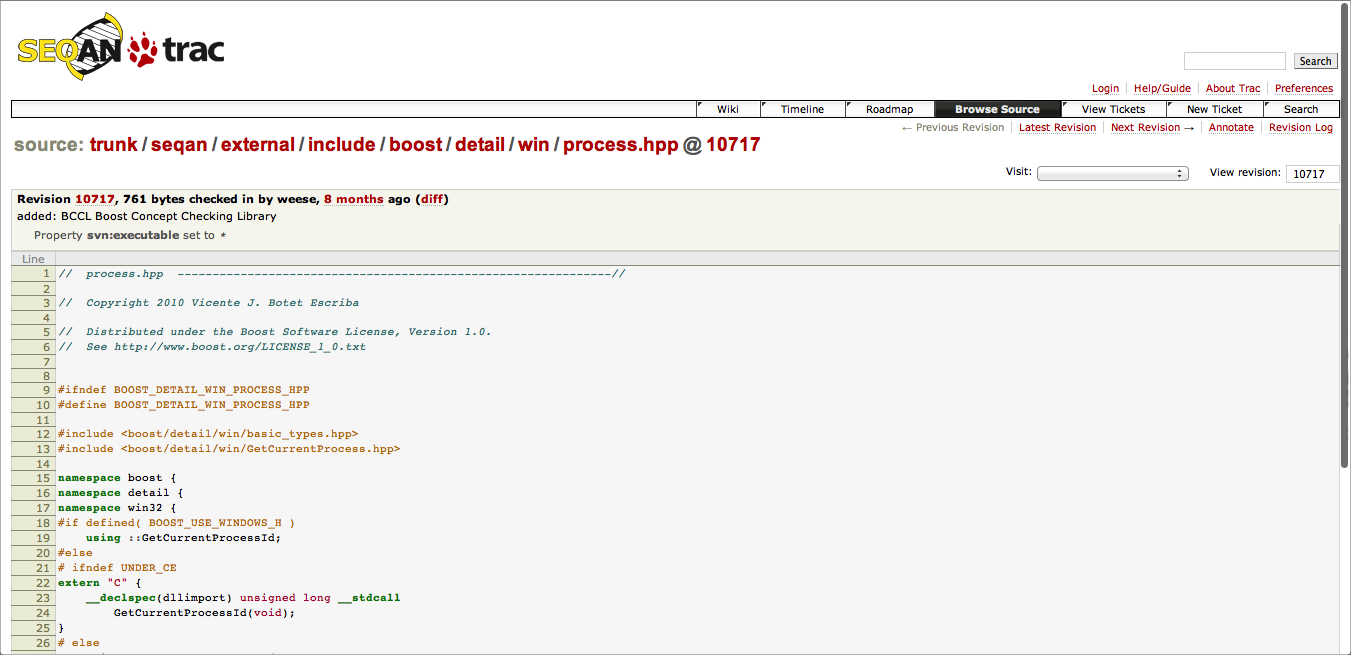 SEQAN trac
Search
Login Help/Guide About Trac Preferences
Wiki Timeline Roadmap Browse Source View Tickets New Ticket Search
← Previous Revision Latest Revision Next Revision → Annotate Revision Log
source: trunk / seqan / external / include / boost / detail / win / process.hpp @ 10717
Visit: View revision: 10717
Revision 10717, 761 bytes checked in by weese, 8 months ago (diff)
added: BCCL Boost Concept Checking Library
Property svn:executable set to *
Line
1 //  process.hpp  --------------------------------------------------------------//
2
3 //  Copyright 2010 Vicente J. Botet Escriba
4
5 //  Distributed under the Boost Software License, Version 1.0.
6 //  See http://www.boost.org/LICENSE_1_0.txt
7
8
9 #ifndef BOOST_DETAIL_WIN_PROCESS_HPP
10 #define BOOST_DETAIL_WIN_PROCESS_HPP
11
12 #include <boost/detail/win/basic_types.hpp>
13 #include <boost/detail/win/GetCurrentProcess.hpp>
14
15 namespace boost {
16 namespace detail {
17 namespace win32 {
18 #if defined( BOOST_USE_WINDOWS_H )
19     using ::GetCurrentProcessId;
20 #else
21 # ifndef UNDER_CE
22 extern "C" {
23     __declspec(dllimport) unsigned long __stdcall
24         GetCurrentProcessId(void);
25 }
26 # else